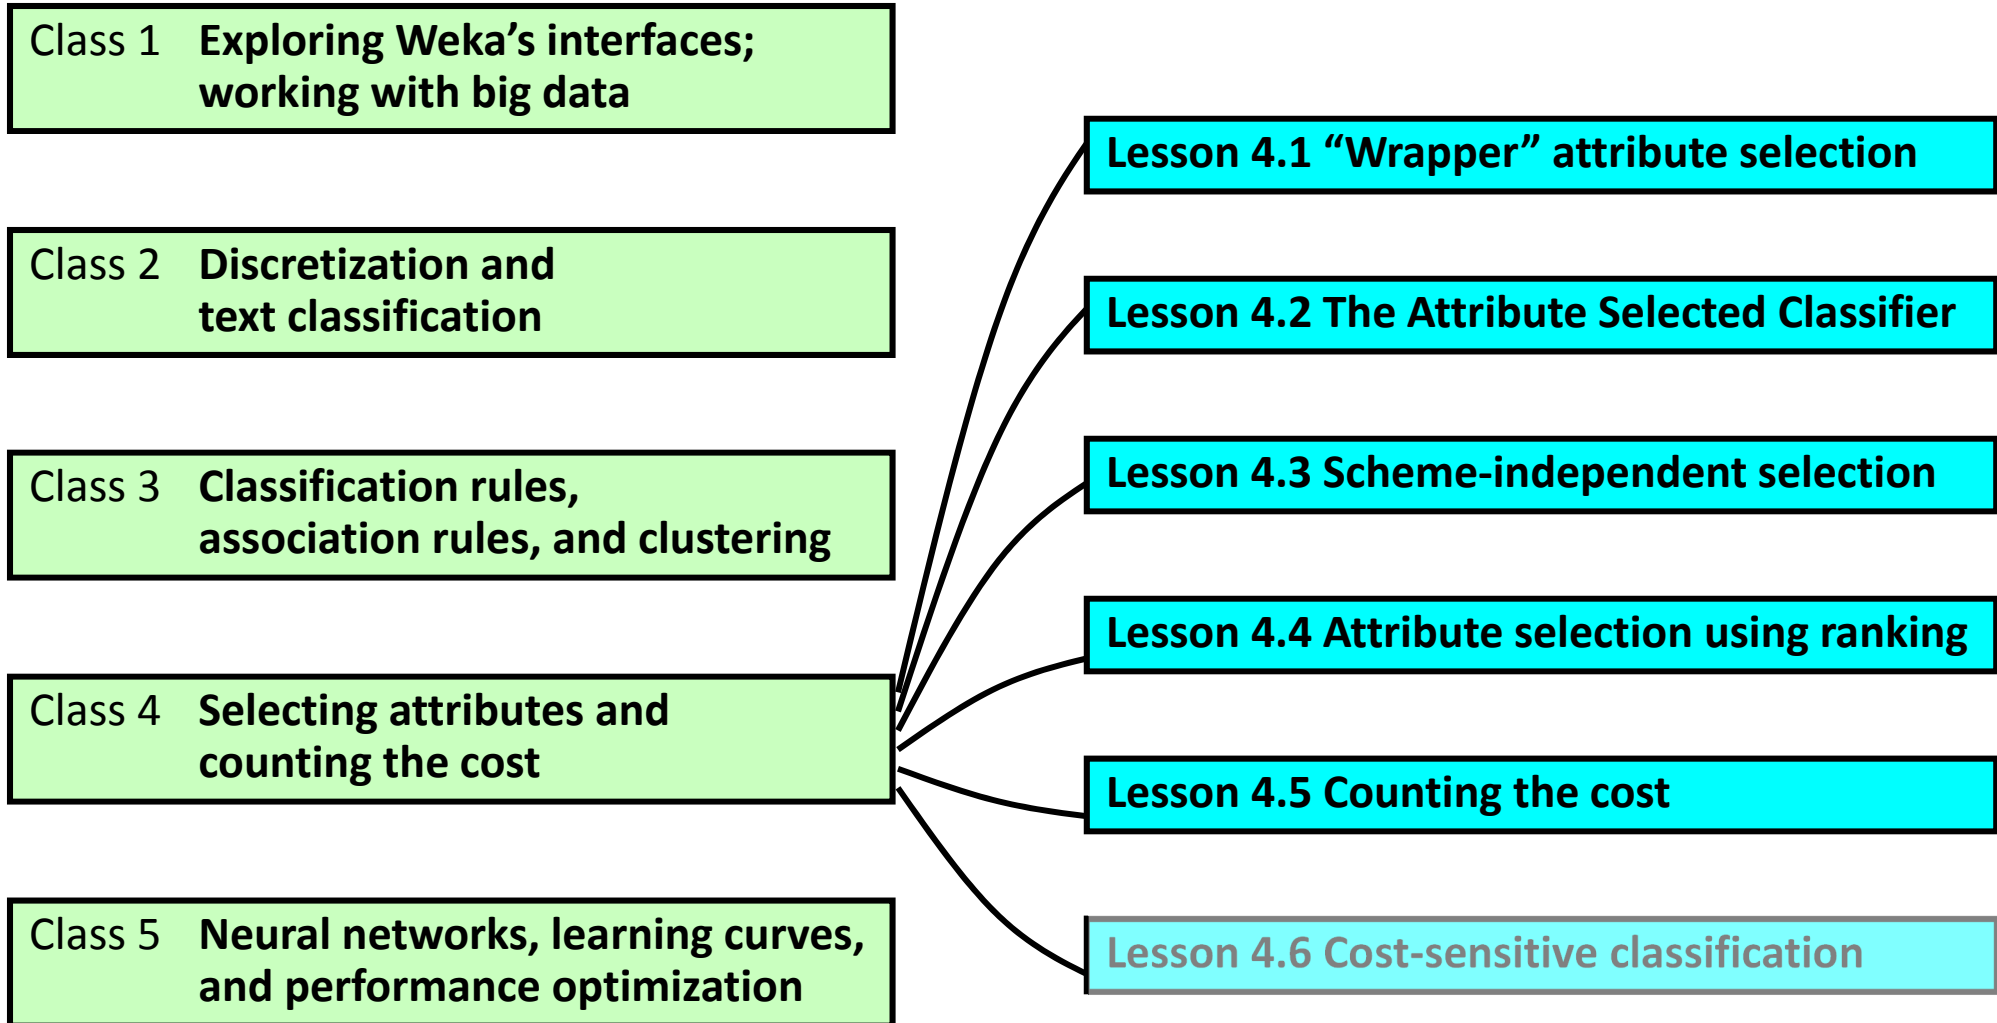 Class 1 Exploring Weka’s interfaces;
working with big data
Class 2 Discretization and
text classification
Class 3 Classification rules,
association rules, and clustering
Class 4 Selecting attributes and
counting the cost
Class 5 Neural networks, learning curves,
and performance optimization
Lesson 4.1 “Wrapper” attribute selection
Lesson 4.2 The Attribute Selected Classifier
Lesson 4.3 Scheme-independent selection
Lesson 4.4 Attribute selection using ranking
Lesson 4.5 Counting the cost
Lesson 4.6 Cost-sensitive classification